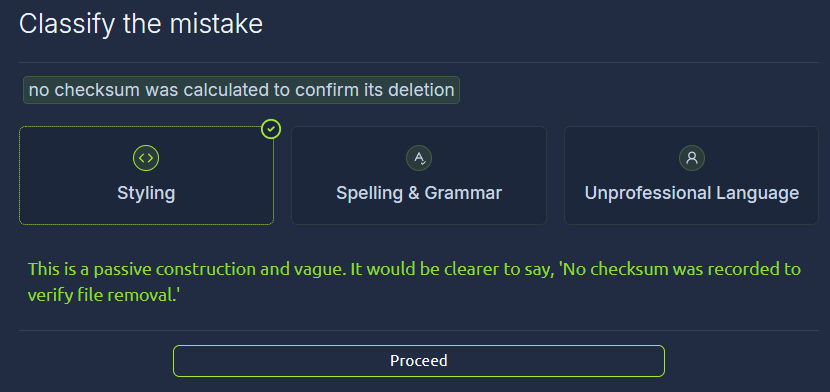 Classify the mistake
no checksum was calculated to confirm its deletion
Styling
Spelling & Grammar
Unprofessional Language
This is a passive construction and vague. It would be clearer to say, 'No checksum was recorded to
verify file removal.'
Proceed